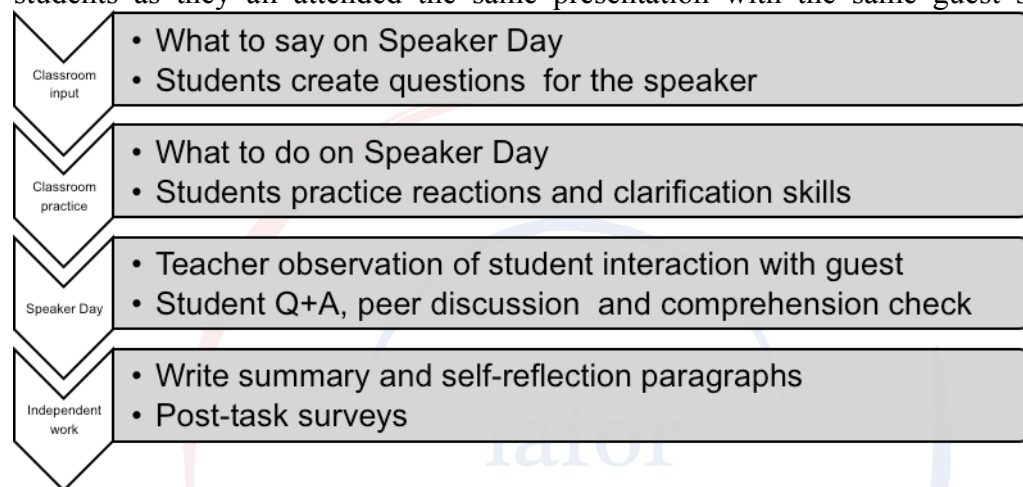 students as they all attended the same presentation with the same guest s
Classroom
input
• What to say on Speaker Day
• Students create questions  for the speaker
Classroom
practice
• What to do on Speaker Day
• Students practice reactions and clarification skills
Speaker Day
• Teacher observation of student interaction with guest
• Student Q+A, peer discussion  and comprehension check
Independent
work
• Write summary and self-reflection paragraphs
• Post-task surveys
iafor